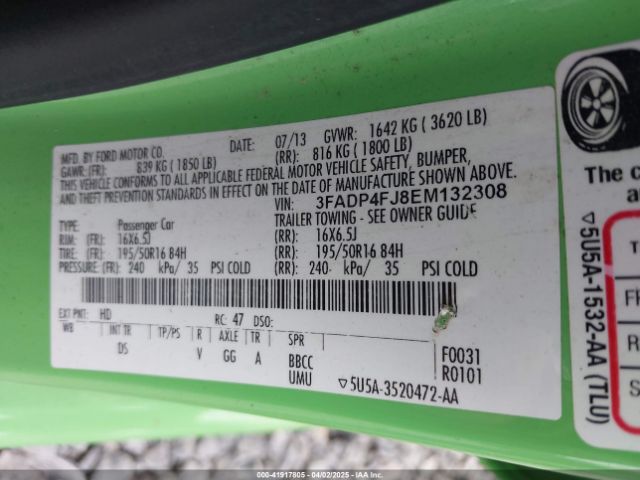 MFD. BY FORD MOTOR CO.
DATE: 07/13 GVWR: 1642 KG ( 3620 LB)
GAWR: (FR): 839 KG ( 1850 LB) (RR): 816 KG ( 1800 LB)
THIS VEHICLE CONFORMS TO ALL APPLICABLE FEDERAL MOTOR VEHICLE SAFETY, BUMPER,
AND THEFT PREVENTION STANDARDS IN EFFECT ON THE DATE OF MANUFACTURE SHOWN ABOVE.
VIN: 3FADP4FJ8EM132308
TYPE: Passenger Car TRAILER TOWING - SEE OWNER GUIDE
RIM: (FR): 16X6.5J (RR): 16X6.5J
TIRE: (FR): 195/50R16 84H (RR): 195/50R16 84H
PRESSURE: (FR): 240 kPa/ 35 PSI COLD (RR): 240 kPa/ 35 PSI COLD
EXT PNT: HD RC: 47 DSO:
WB INT TR TP/PS R AXLE TR SPR
DS V GG A BBCC
UMU
F0031
R0101
▽5U5A-3520472-AA
The c
▽5U5A-1532-AA (TLU)
000-41917805 - 04/02/2025 -